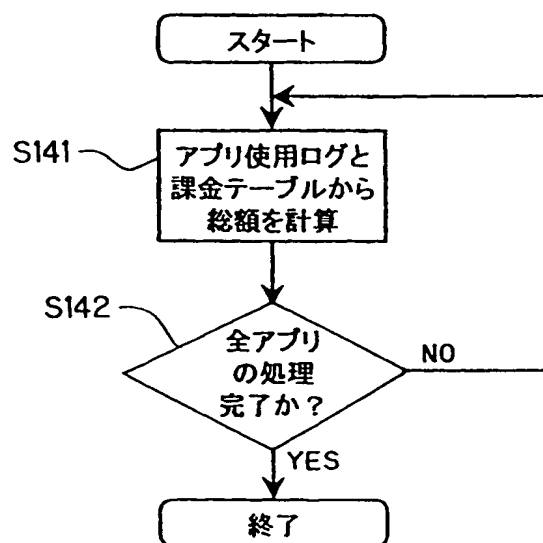 スタート
S141
アプリ使用ログと
課金テーブルから
総額を計算
S142
全アプリ
の処理
完了か?
NO
YES
終了